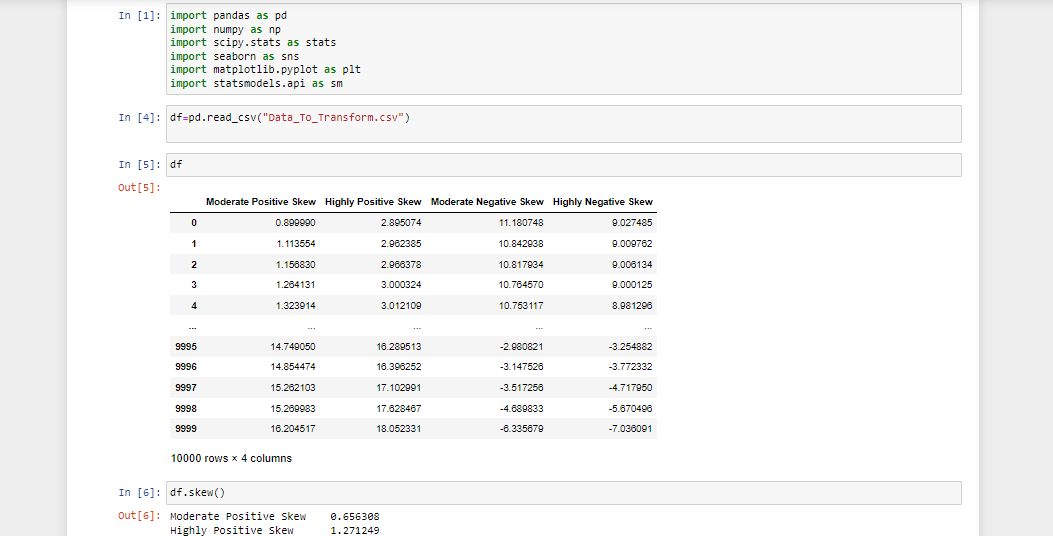 In [1]: import pandas as pd
import numpy as np
import scipy.stats as stats
import seaborn as sns
import matplotlib.pyplot as plt
import statsmodels.api as sm
In [4]: df=pd.read_csv("Data_To_Transform.csv")
In [5]: df
Out[5]:
Moderate Positive Skew Highly Positive Skew Moderate Negative Skew Highly Negative Skew
0 0.899990 2.895074 11.180748 9.027485
1 1.113554 2.962385 10.842938 9.009762
2 1.156830 2.966378 10.817934 9.006134
3 1.264131 3.000324 10.764570 9.000125
4 1.323914 3.012109 10.753117 8.981296
... ... ... ... ...
9995 14.749050 16.289513 -2.980821 -3.254882
9996 14.854474 16.396252 -3.147526 -3.772332
9997 15.262103 17.102991 -3.517256 -4.717950
9998 15.269983 17.628467 -4.689833 -5.670496
9999 16.204517 18.052331 -6.335679 -7.036091
10000 rows × 4 columns
In [6]: df.skew()
Out[6]: Moderate Positive Skew 0.656308
Highly Positive Skew 1.271249